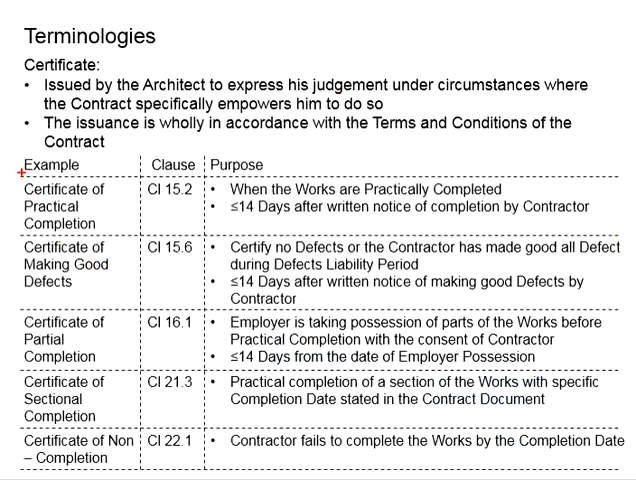 Terminologies
Certificate:
• Issued by the Architect to express his judgement under circumstances where
the Contract specifically empowers him to do so
• The issuance is wholly in accordance with the Terms and Conditions of the
Contract
Example Clause Purpose
Certificate of Cl 15.2 • When the Works are Practically Completed
Practical • ≤14 Days after written notice of completion by Contractor
Completion
Certificate of Cl 15.6 • Certify no Defects or the Contractor has made good all Defect
Making Good during Defects Liability Period
Defects • ≤14 Days after written notice of making good Defects by
Contractor
Certificate of Cl 16.1 • Employer is taking possession of parts of the Works before
Partial Practical Completion with the consent of Contractor
Completion • ≤14 Days from the date of Employer Possession
Certificate of Cl 21.3 • Practical completion of a section of the Works with specific
Sectional Completion Date stated in the Contract Document
Completion
Certificate of Non Cl 22.1 • Contractor fails to complete the Works by the Completion Date
– Completion